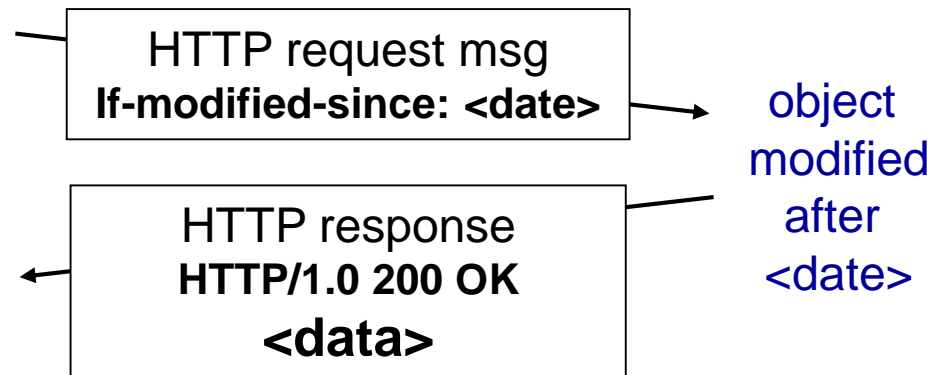 HTTP request msg
If-modified-since: <date>
object
modified
after
<date>
HTTP response
HTTP/1.0 200 OK
<data>